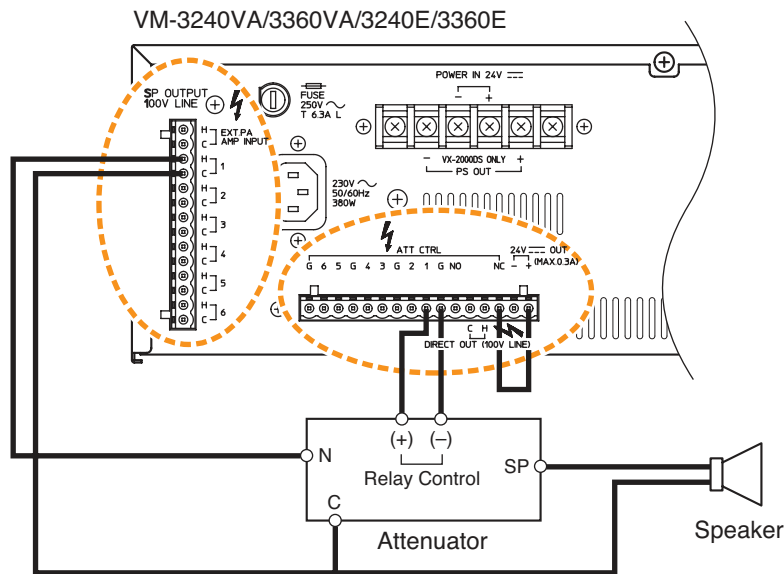 VM-3240VA/3360VA/3240E/3360E
SP OUTPUT
100V LINE
FUSE
250V
T 6.3A L
POWER IN 24V
− +
− VX-2000DS ONLY +
PS OUT
H
C
EXT.PA
AMP INPUT
H
C
1
H
C
2
H
C
3
H
C
4
H
C
5
H
C
6
230V
50/60Hz
380W
ATT CTRL
24V OUT
(MAX.0.3A)
G 6 5 G 4 3 G 2 1 G NO NC − +
C H
DIRECT OUT (100V LINE)
(+) (−)
Relay Control
N
SP
C
Attenuator
Speaker